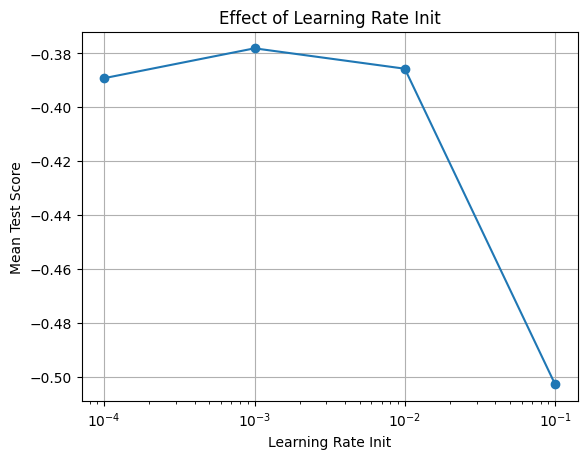 Effect of Learning Rate Init
Mean Test Score
−0.38
−0.40
−0.42
−0.44
−0.46
−0.48
−0.50
10⁻⁴ 10⁻³ 10⁻² 10⁻¹
Learning Rate Init